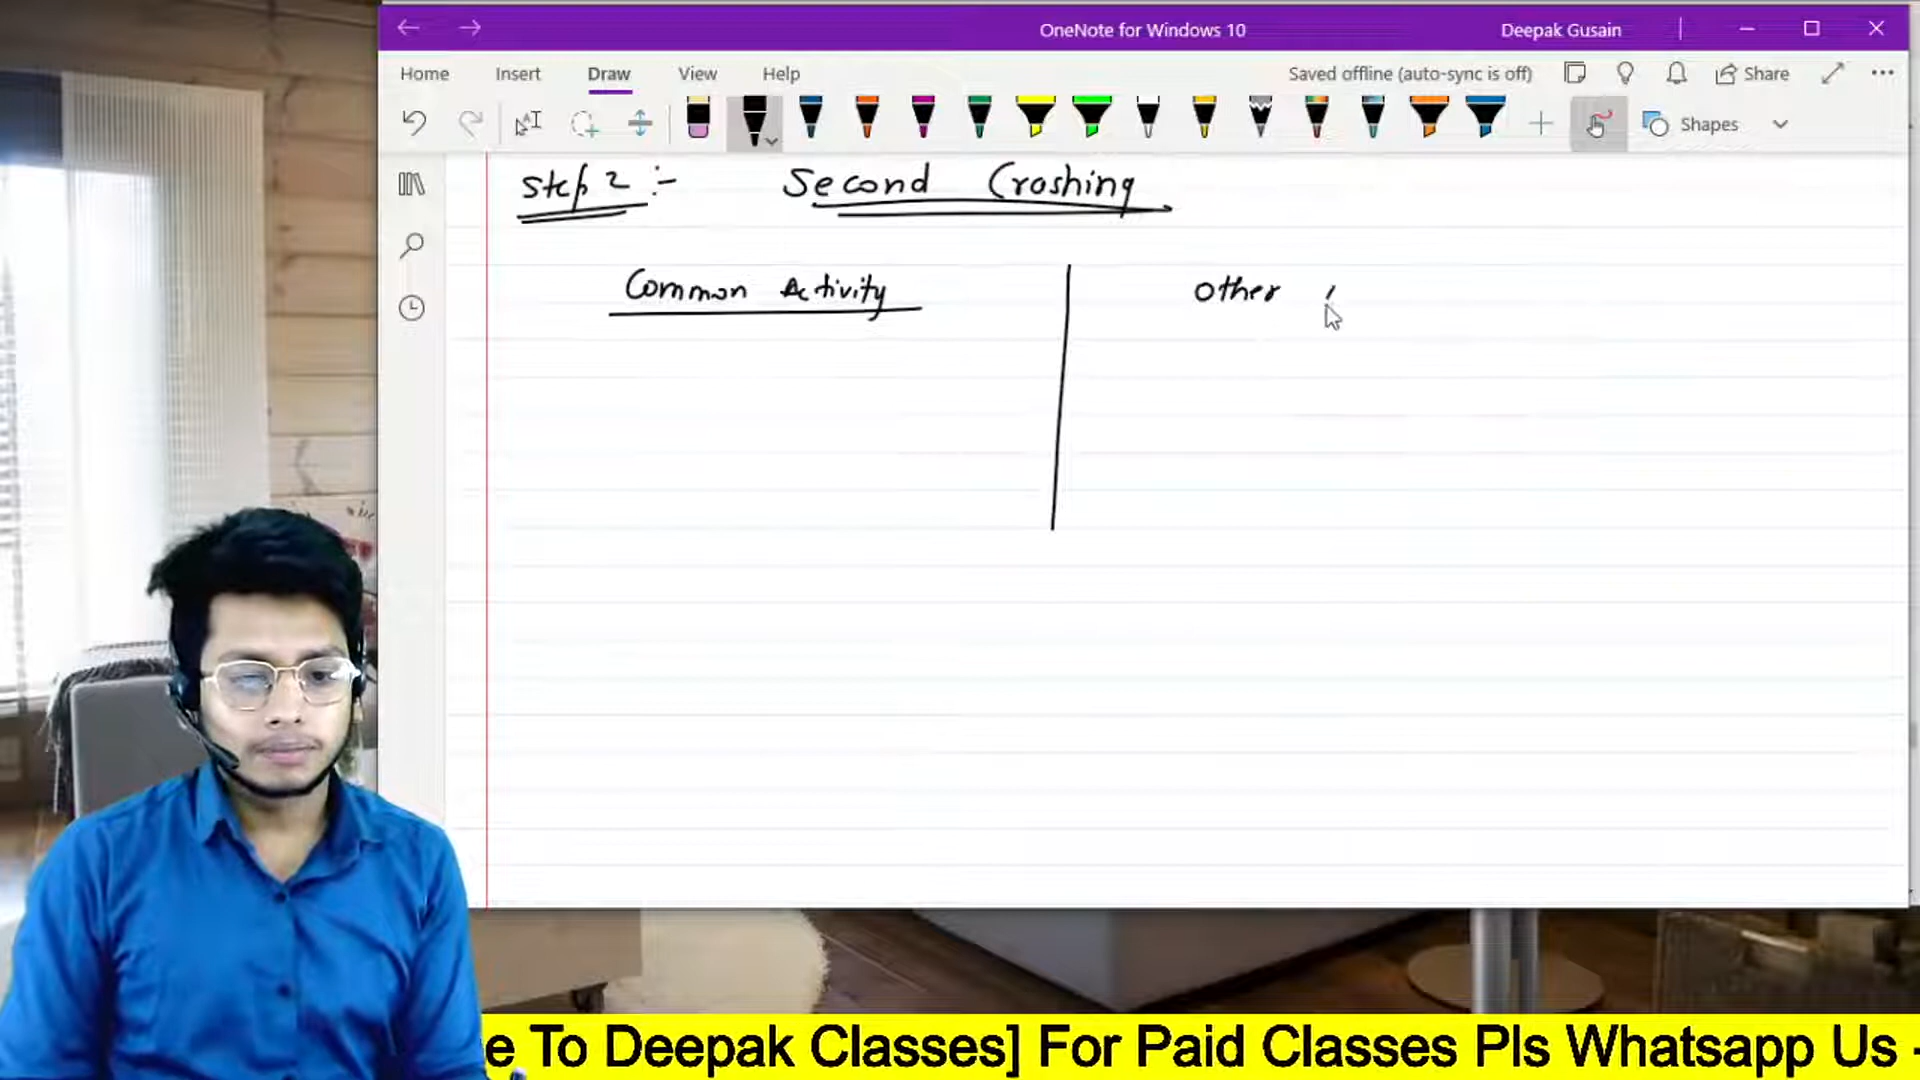 OneNote for Windows 10 Deepak Gusain
Home Insert Draw View Help Saved offline (auto-sync is off) Share
Shapes
Step 2 :- Second Crashing
Common Activity Other
e To Deepak Classes] For Paid Classes Pls Whatsapp Us -